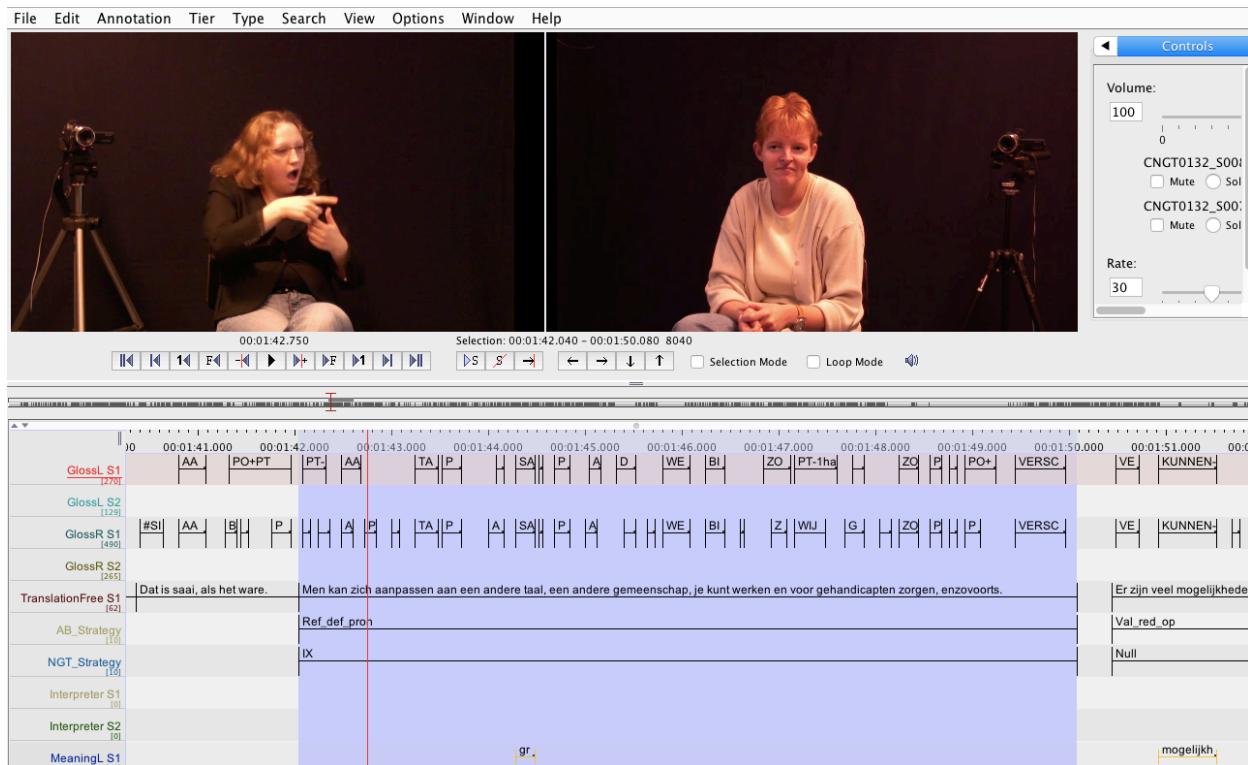 File Edit Annotation Tier Type Search View Options Window Help
Controls
Volume:
100
0
CNGT0132_S00
Mute Sol
CNGT0132_S00
Mute Sol
Rate:
30
00:01:42.750
Selection: 00:01:42.040 - 00:01:50.080 8040
Selection Mode Loop Mode
00:01:41.000 00:01:42.000 00:01:43.000 00:01:44.000 00:01:45.000 00:01:46.000 00:01:47.000 00:01:48.000 00:01:49.000 00:01:50.000 00:01:51.000
GlossL S1 AA PO+PT PT- AA TA P SA P A D WE BI ZO PT-1ha ZO P PO+ VERSC VE KUNNEN-
[270]
GlossL S2
[129]
GlossR S1 #SI AA B P A P TA P A SA P A WE BI Z WIJ G ZO P P VERSC VE KUNNEN-
[490]
GlossR S2
[265]
TranslationFree S1 Dat is saai, als het ware. Men kan zich aanpassen aan een andere taal, een andere gemeenschap, je kunt werken en voor gehandicapten zorgen, enzovoorts. Er zijn veel mogelijkhede
[62]
AB_Strategy Ref_def_pron Val_red_op
[10]
NGT_Strategy IX Null
[10]
Interpreter S1
[0]
Interpreter S2
[0]
MeaningL S1 gr mogelijkh